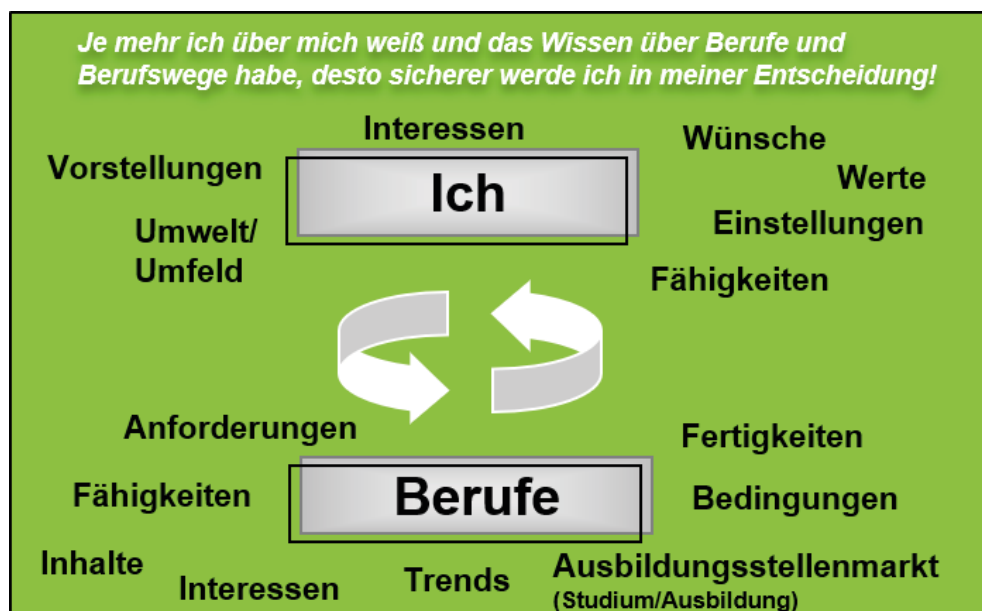 Je mehr ich über mich weiß und das Wissen über Berufe und
Berufswege habe, desto sicherer werde ich in meiner Entscheidung!
Interessen
Wünsche
Vorstellungen
Ich
Werte
Umwelt/
Umfeld
Einstellungen
Fähigkeiten
Anforderungen
Fertigkeiten
Fähigkeiten
Berufe
Bedingungen
Inhalte
Interessen
Trends
Ausbildungsstellenmarkt
(Studium/Ausbildung)